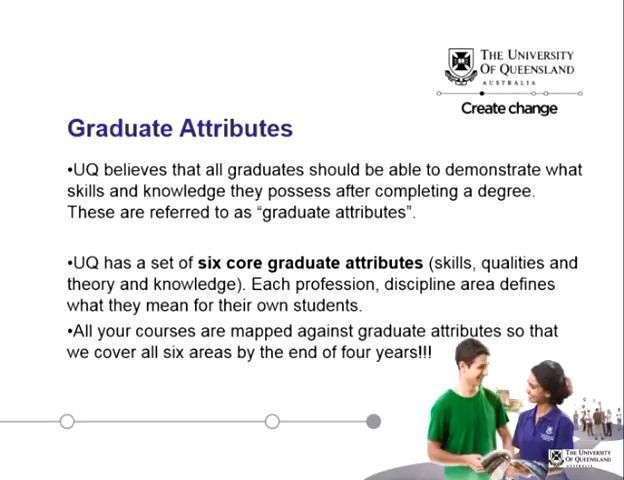 THE UNIVERSITY
OF QUEENSLAND
AUSTRALIA
Create change
Graduate Attributes
•UQ believes that all graduates should be able to demonstrate what
skills and knowledge they possess after completing a degree.
These are referred to as “graduate attributes”.
•UQ has a set of six core graduate attributes (skills, qualities and
theory and knowledge). Each profession, discipline area defines
what they mean for their own students.
•All your courses are mapped against graduate attributes so that
we cover all six areas by the end of four years!!!
THE UNIVERSITY
OF QUEENSLAND
AUSTRALIA